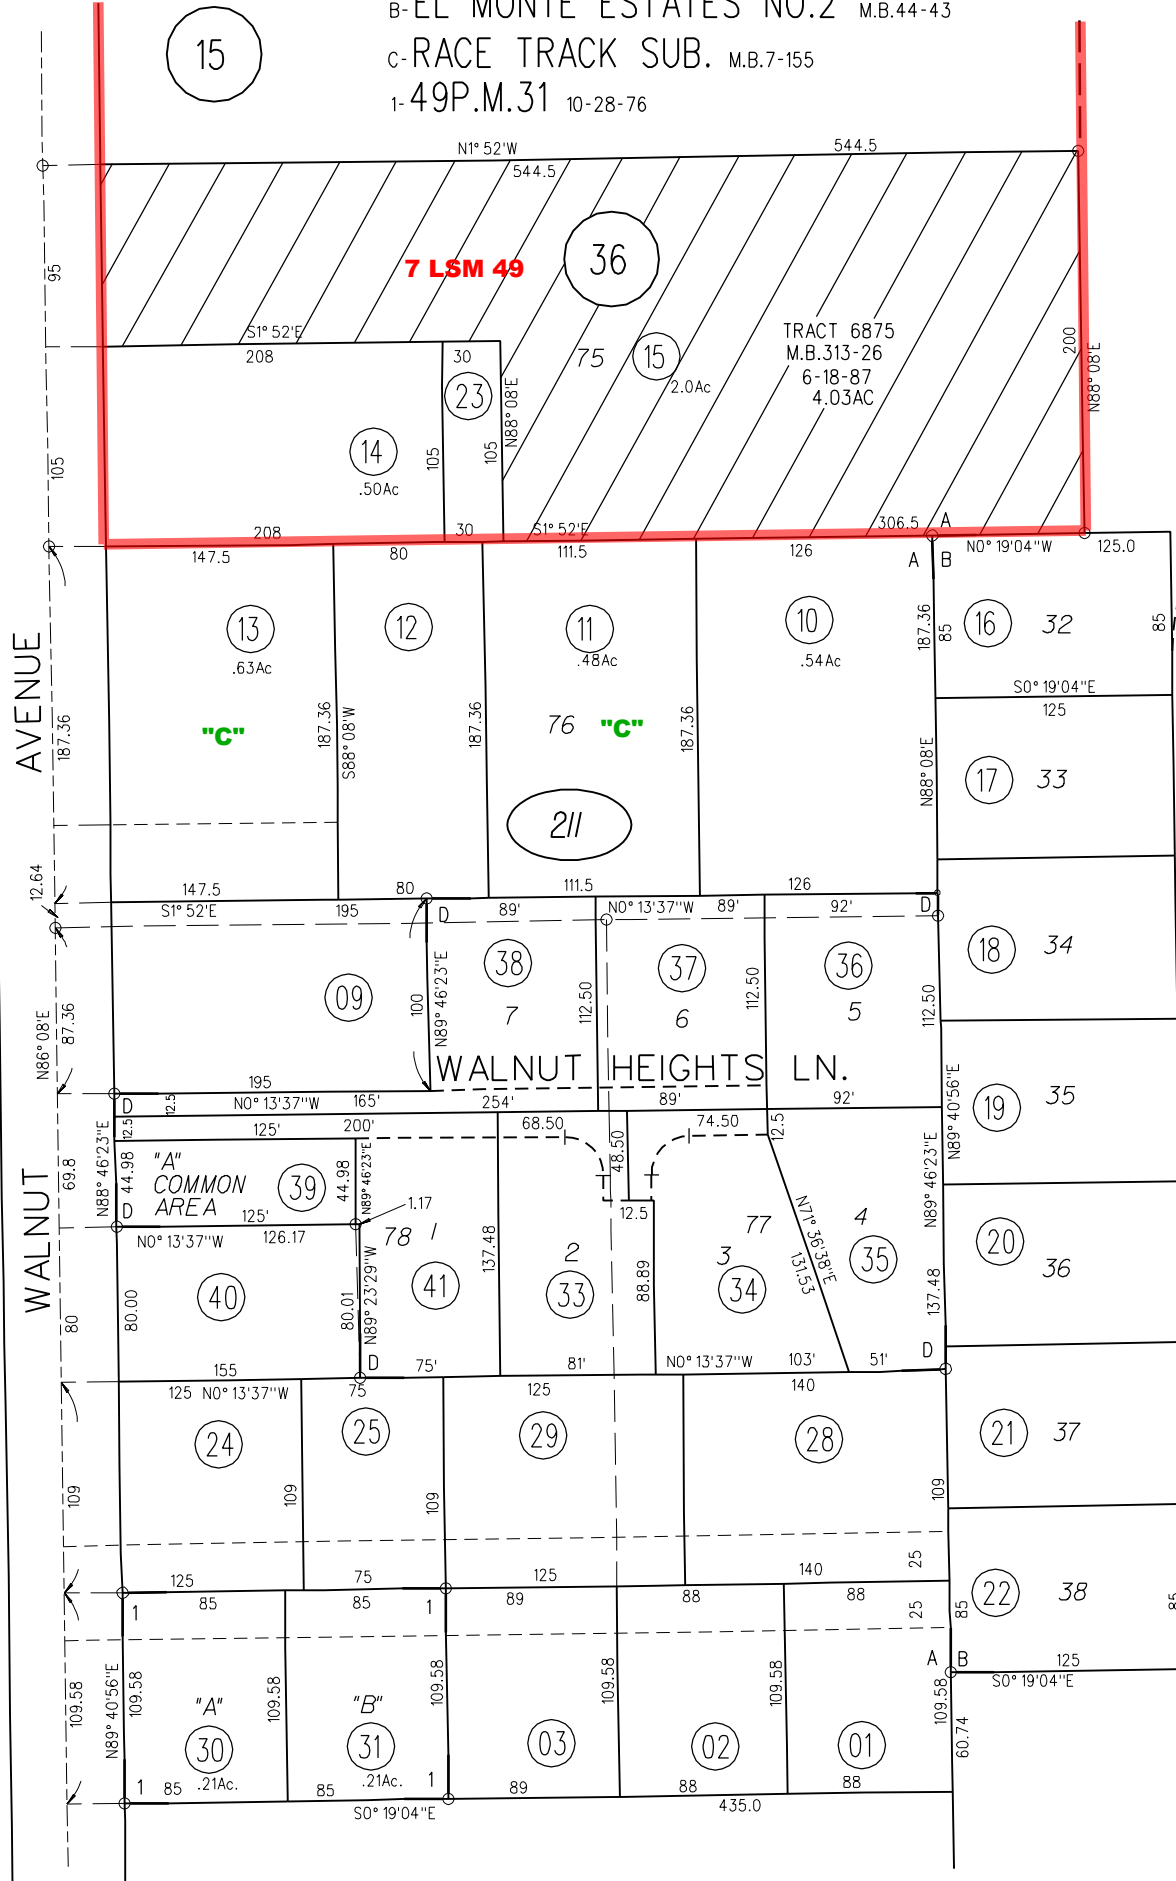 B-EL MONTE ESTATES NO.2 M.B.44-43
15
C-RACE TRACK SUB. M.B.7-155
1-49P.M.31 10-28-76
N1°52'W
544.5
544.5
95
7 LSM 49
36
S1°52'E
208
30
75
15
2.0Ac
TRACT 6875
M.B.313-26
6-18-87
4.03AC
200
N88°08'E
23
N88°08'E
14
.50Ac
105
105
105
208
30
S1°52'E
306.5
A
147.5
80
111.5
126
A
B
N0°19'04"W
125.0
13
.63Ac
12
11
.48Ac
10
.54Ac
187.36
85
16
32
85
AVENUE
187.36
"C"
187.36
S88°08'W
187.36
76
"C"
187.36
S0°19'04"E
125
N88°08'E
17
33
211
12.64
147.5
80
111.5
126
S1°52'E
195
D
89'
N0°13'37"W
89'
92'
D
18
34
N86°08'E
87.36
09
100
N89°46'23"E
38
7
112.50
37
6
112.50
36
5
112.50
WALNUT HEIGHTS LN.
195
D
12.5
N0°13'37"W
165'
254'
89'
92'
N89°40'56"E
19
35
12.5
125'
200'
68.50
48.50
74.50
12.5
N88°46'23"E
69.8
44.98
"A"
COMMON
AREA
39
44.98
N89°46'23"E
N89°46'23"E
D
125'
1.17
12.5
N0°13'37"W
126.17
78
1
137.48
2
77
3
N71°36'38"E
131.53
4
20
36
WALNUT
80
80.00
40
80.01
N89°23'29"W
41
33
88.89
34
35
137.48
155
D
75'
81'
N0°13'37"W
103'
51'
D
125
N0°13'37"W
75
125
140
24
25
29
28
21
37
109
109
109
109
125
75
125
140
25
1
85
85
1
89
88
88
25
85
22
38
85
A
B
125
S0°19'04"E
N89°40'56"E
109.58
109.58
"A"
109.58
"B"
109.58
109.58
109.58
109.58
60.74
30
31
03
02
01
1
85
.21Ac.
85
.21Ac.
1
89
88
88
S0°19'04"E
435.0